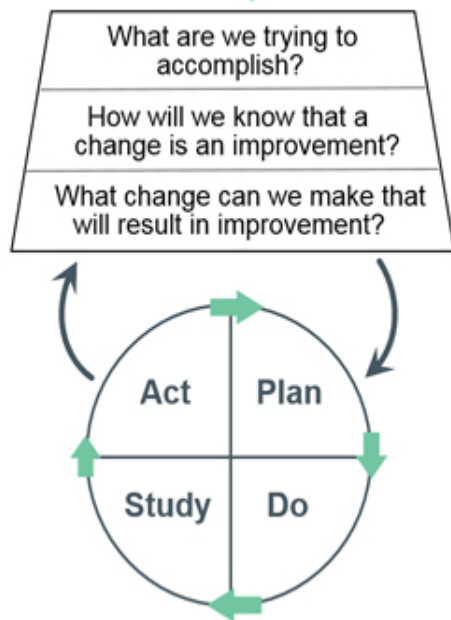 What are we trying to
accomplish?
How will we know that a
change is an improvement?
What change can we make that
will result in improvement?
Act Plan
Study Do